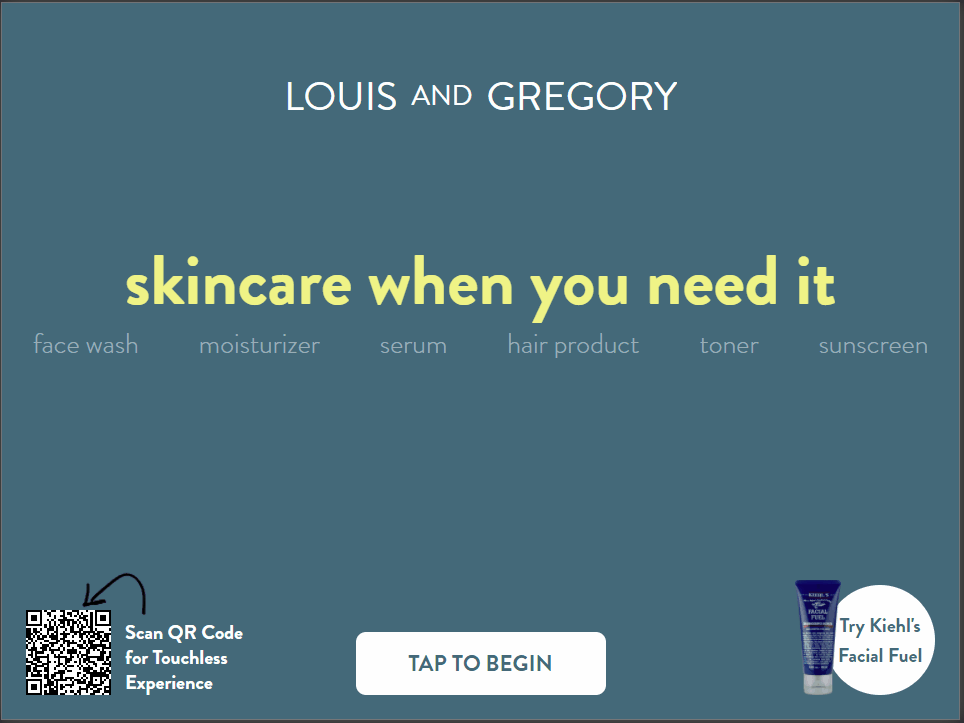 LOUIS AND GREGORY
skincare when you need it
face wash moisturizer serum hair product toner sunscreen
Scan QR Code
for Touchless
Experience
TAP TO BEGIN
KIEHL'S
FACIAL
FUEL
Try Kiehl's
Facial Fuel